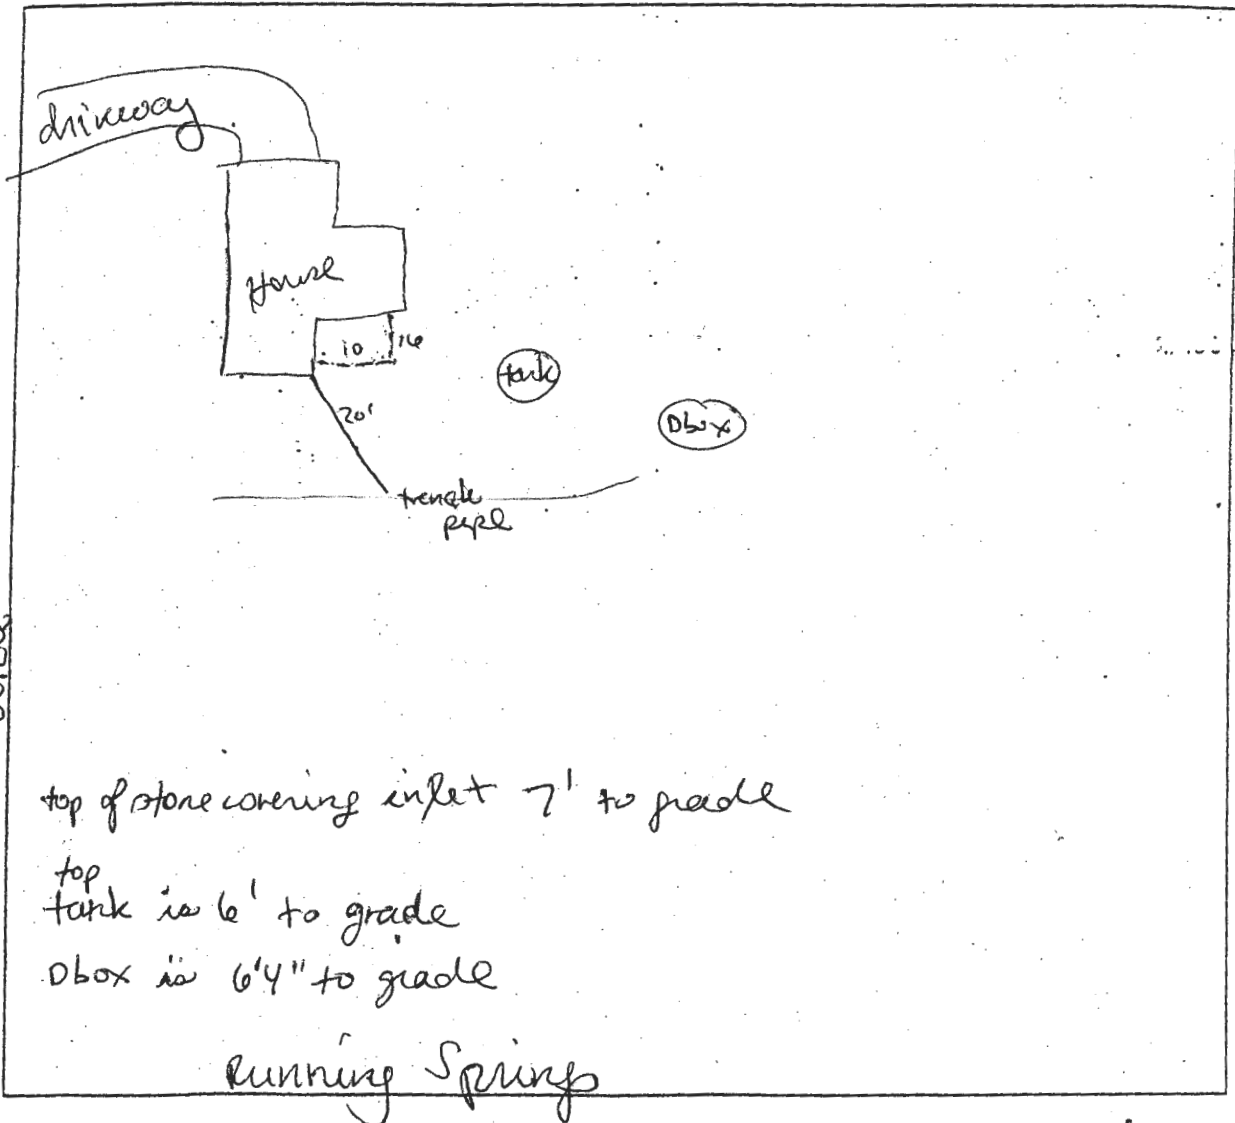 driveway
House
10
16
tank
20'
Dbox
trench
pipe
top of stone covering inlet 7' to grade
top
tank is 6' to grade
Dbox is 6'4" to grade
Running Springs